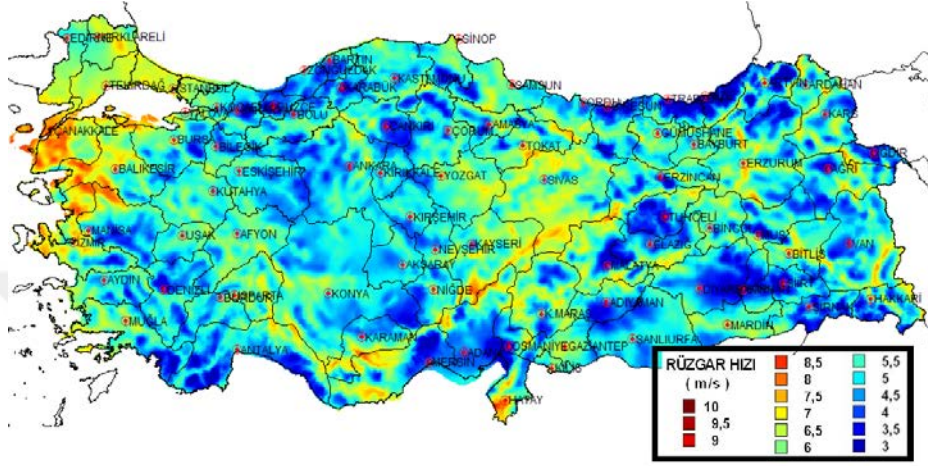 EDİRNE KIRKLARELİ
SİNOP
BARTIN
ZONGULDAK
KASTAMONU
KARABÜK
TEKİRDAĞ
İSTANBUL
SAMSUN
ARDAHAN
ORDU
YALOVA
DÜZCE
BOLU
KARS
ÇANAKKALE
ÇANKIRI
ÇORUM
AMASYA
GÜMÜŞHANE
BURSA
BİLECİK
TOKAT
BAYBURT
IĞDIR
BALIKESİR
ESKİŞEHİR
ANKARA
KIRIKKALE
YOZGAT
SİVAS
ERZİNCAN
ERZURUM
AĞRI
KÜTAHYA
KIRŞEHİR
TUNCELİ
MANİSA
İZMİR
UŞAK
AFYON
NEVŞEHİR
KAYSERİ
ELAZIĞ
BİNGÖL
VAN
BİTLİS
AKSARAY
MALATYA
AYDIN
DENİZLİ
BURDUR
ISPARTA
KONYA
NİĞDE
SİİRT
HAKKARİ
ADIYAMAN
ŞIRNAK
MUĞLA
K.MARAŞ
MARDİN
KARAMAN
ŞANLIURFA
ANTALYA
MERSİN
ADANA
OSMANİYE
GAZİANTEP
KİLİS
HATAY
RÜZGAR HIZI
( m/s )
10
9,5
9
8,5
8
7,5
7
6,5
6
5,5
5
4,5
4
3,5
3